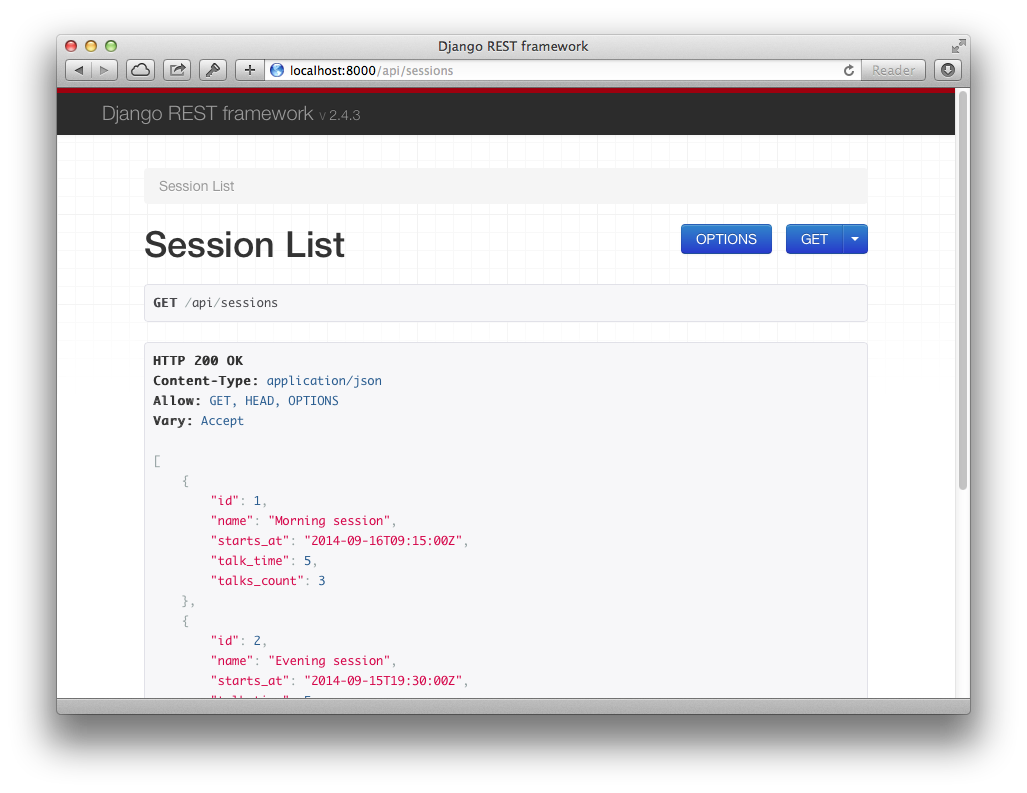 Django REST framework
localhost:8000/api/sessions
Reader
Django REST framework v 2.4.3
Session List
Session List
OPTIONS GET
GET /api/sessions
HTTP 200 OK
Content-Type: application/json
Allow: GET, HEAD, OPTIONS
Vary: Accept
[
    {
        "id": 1,
        "name": "Morning session",
        "starts_at": "2014-09-16T09:15:00Z",
        "talk_time": 5,
        "talks_count": 3
    },
    {
        "id": 2,
        "name": "Evening session",
        "starts_at": "2014-09-15T19:30:00Z",